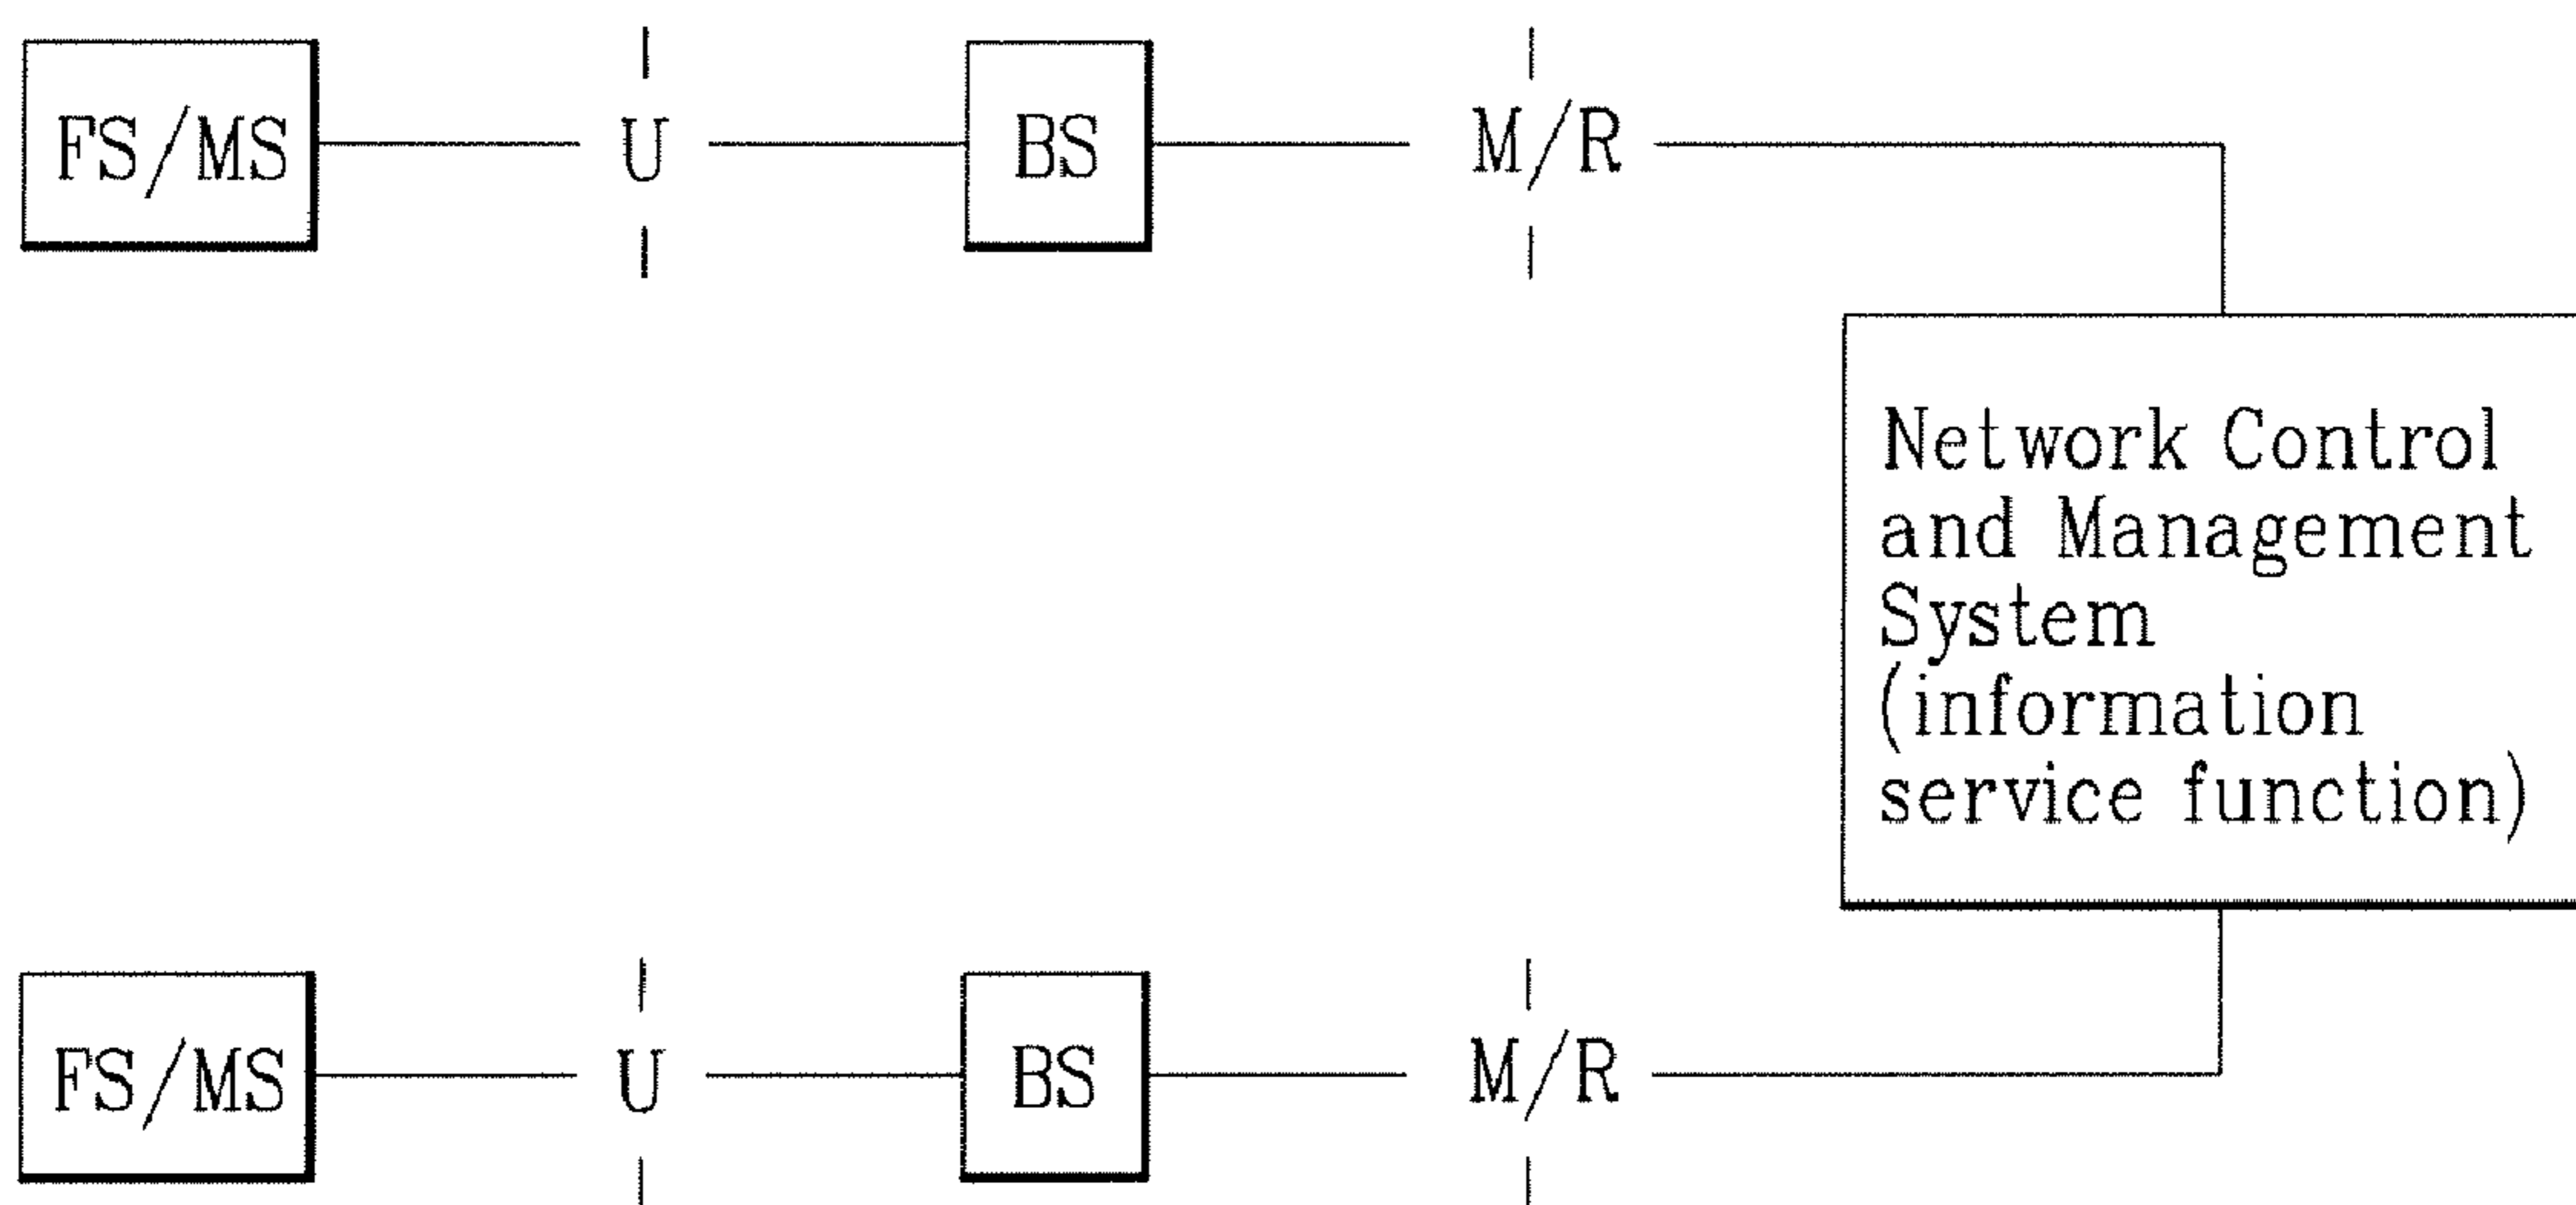 FS/MS U BS M/R
Network Control
and Management
System
(information
service function)
FS/MS U BS M/R